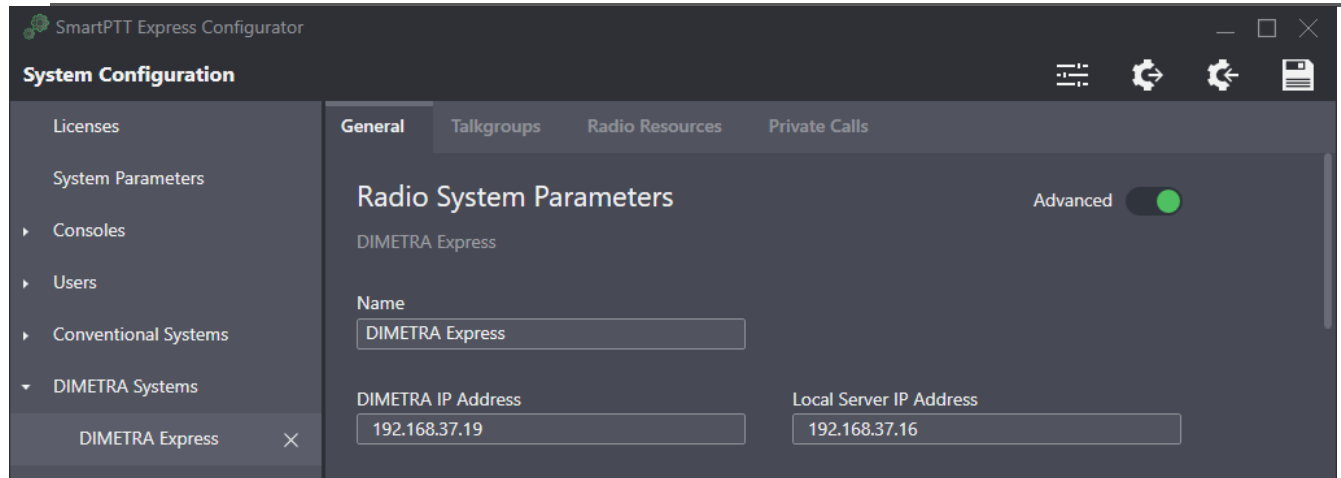 SmartPTT Express Configurator
System Configuration
Licenses
System Parameters
Consoles
Users
Conventional Systems
DIMETRA Systems
DIMETRA Express
General Talkgroups Radio Resources Private Calls
Radio System Parameters
Advanced
DIMETRA Express
Name
DIMETRA Express
DIMETRA IP Address
192.168.37.19
Local Server IP Address
192.168.37.16